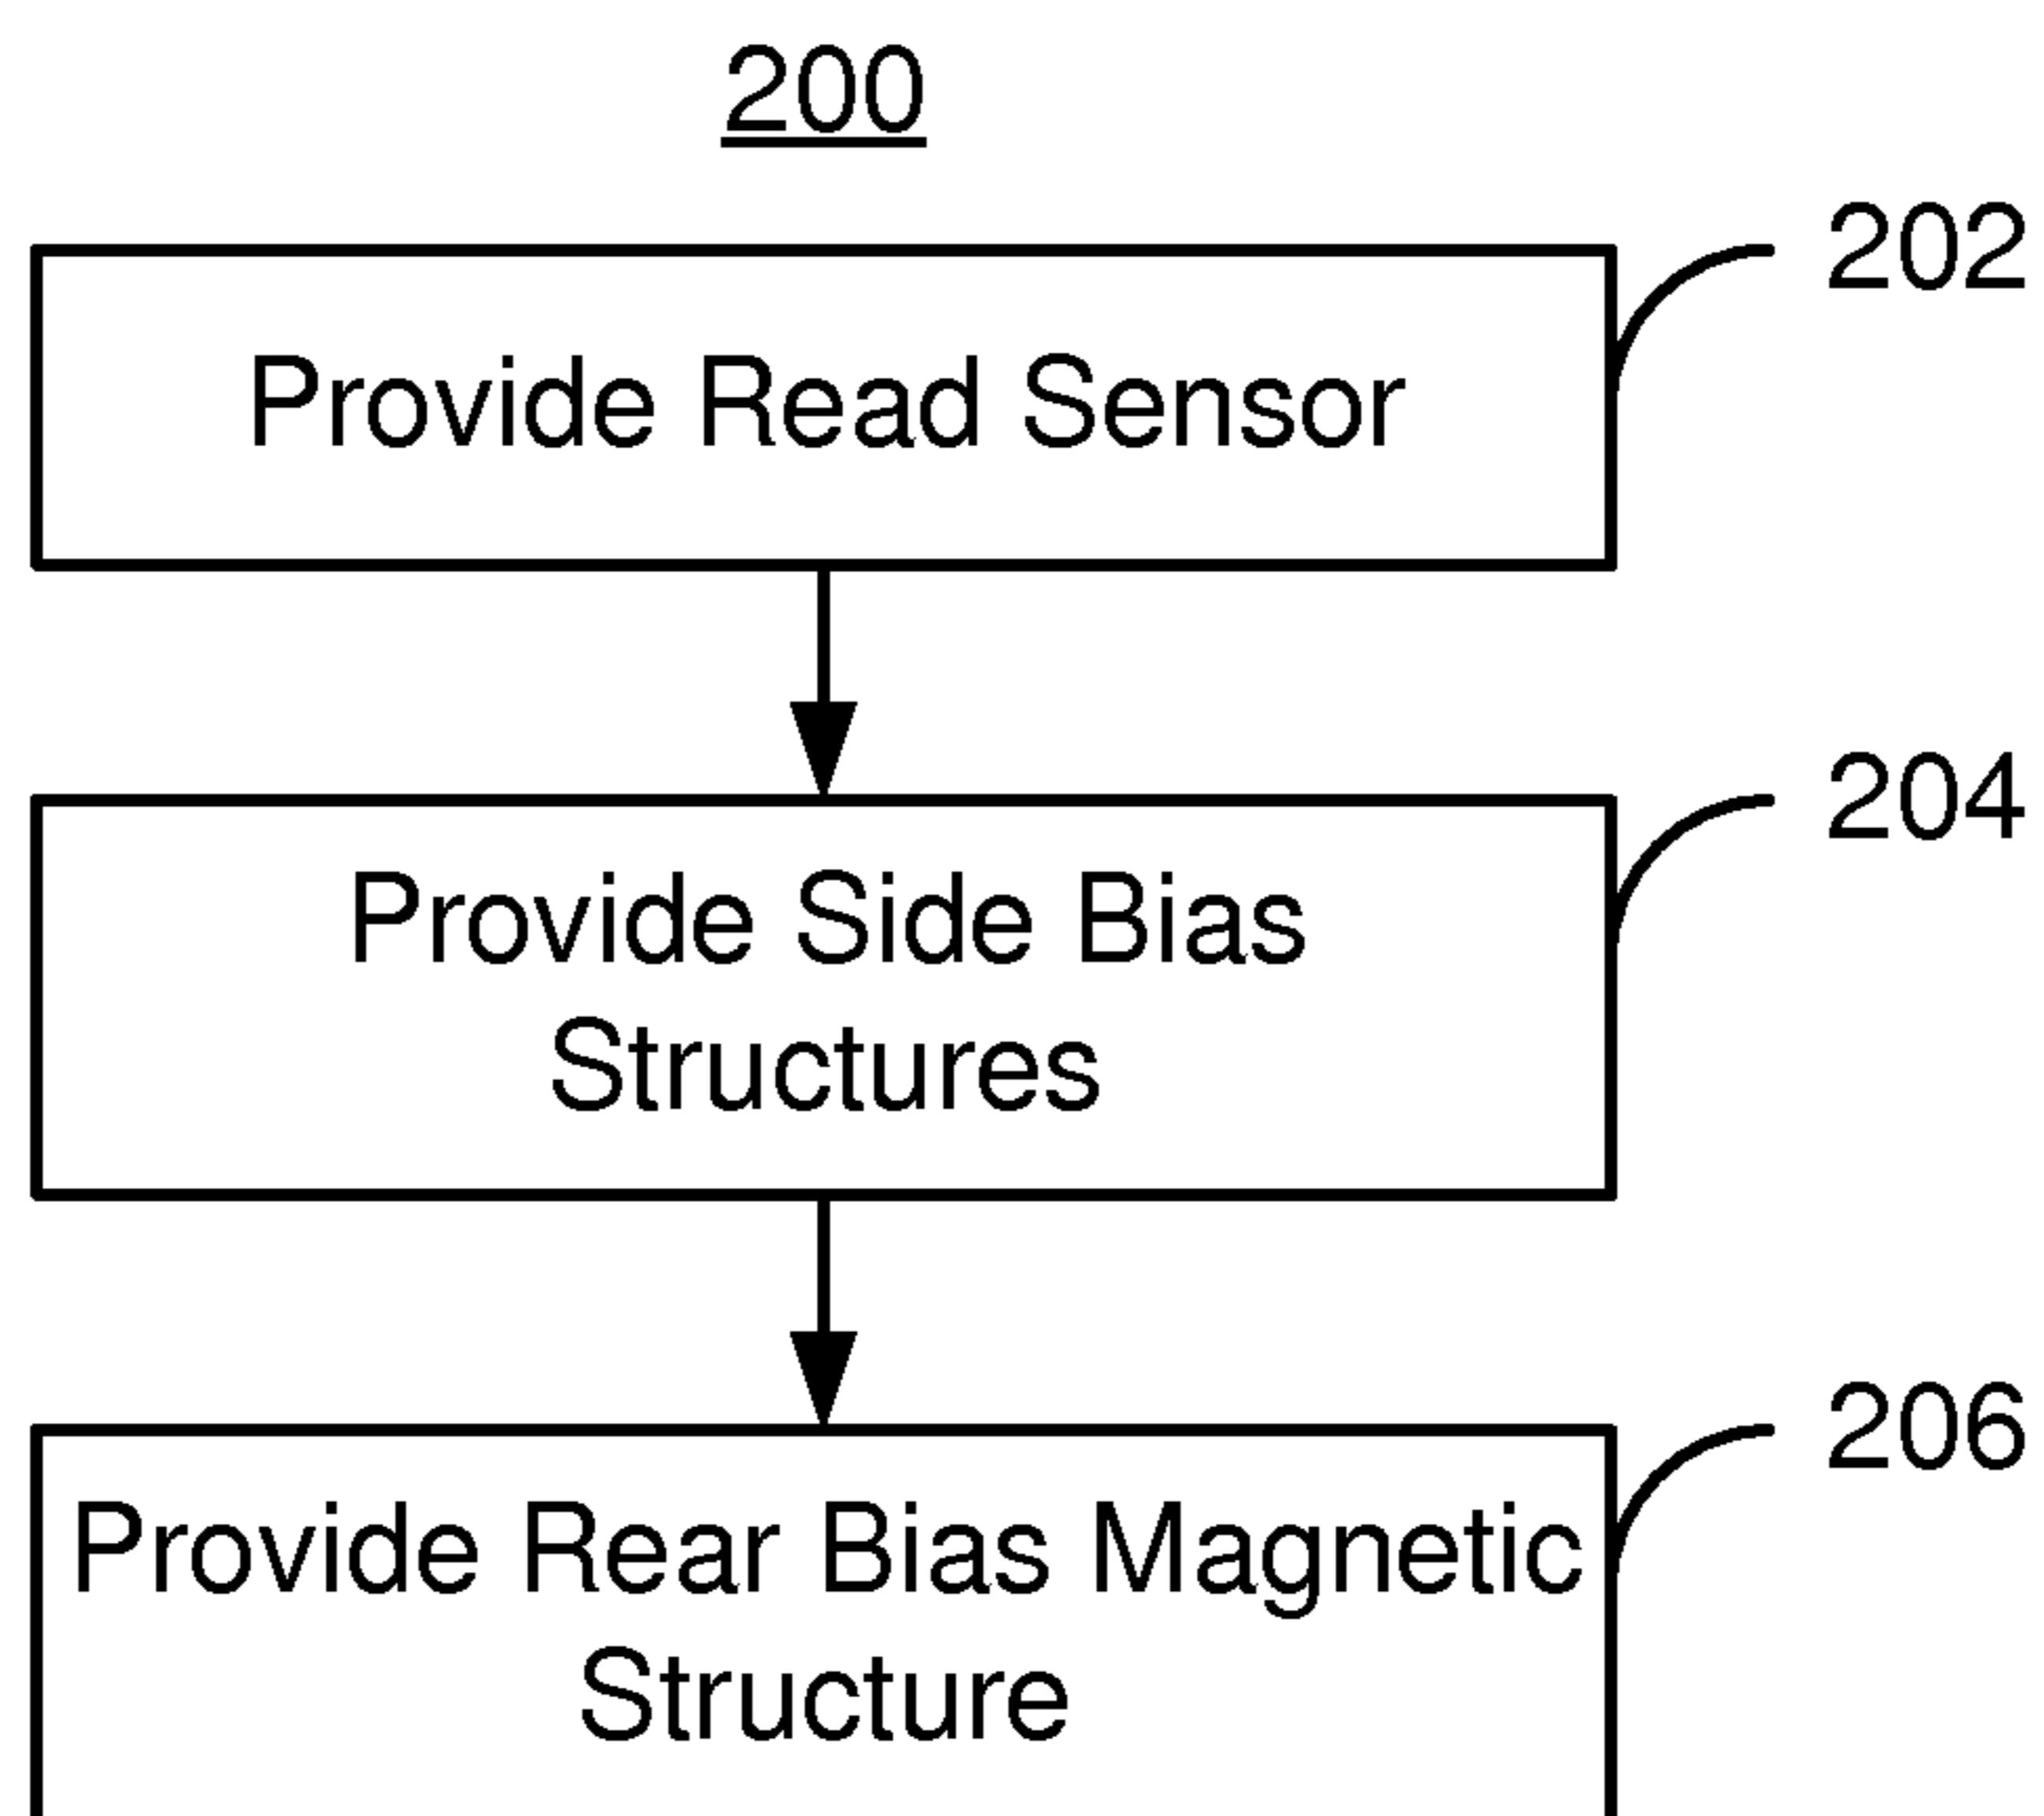 200
202
Provide Read Sensor
204
Provide Side Bias
Structures
206
Provide Rear Bias Magnetic
Structure